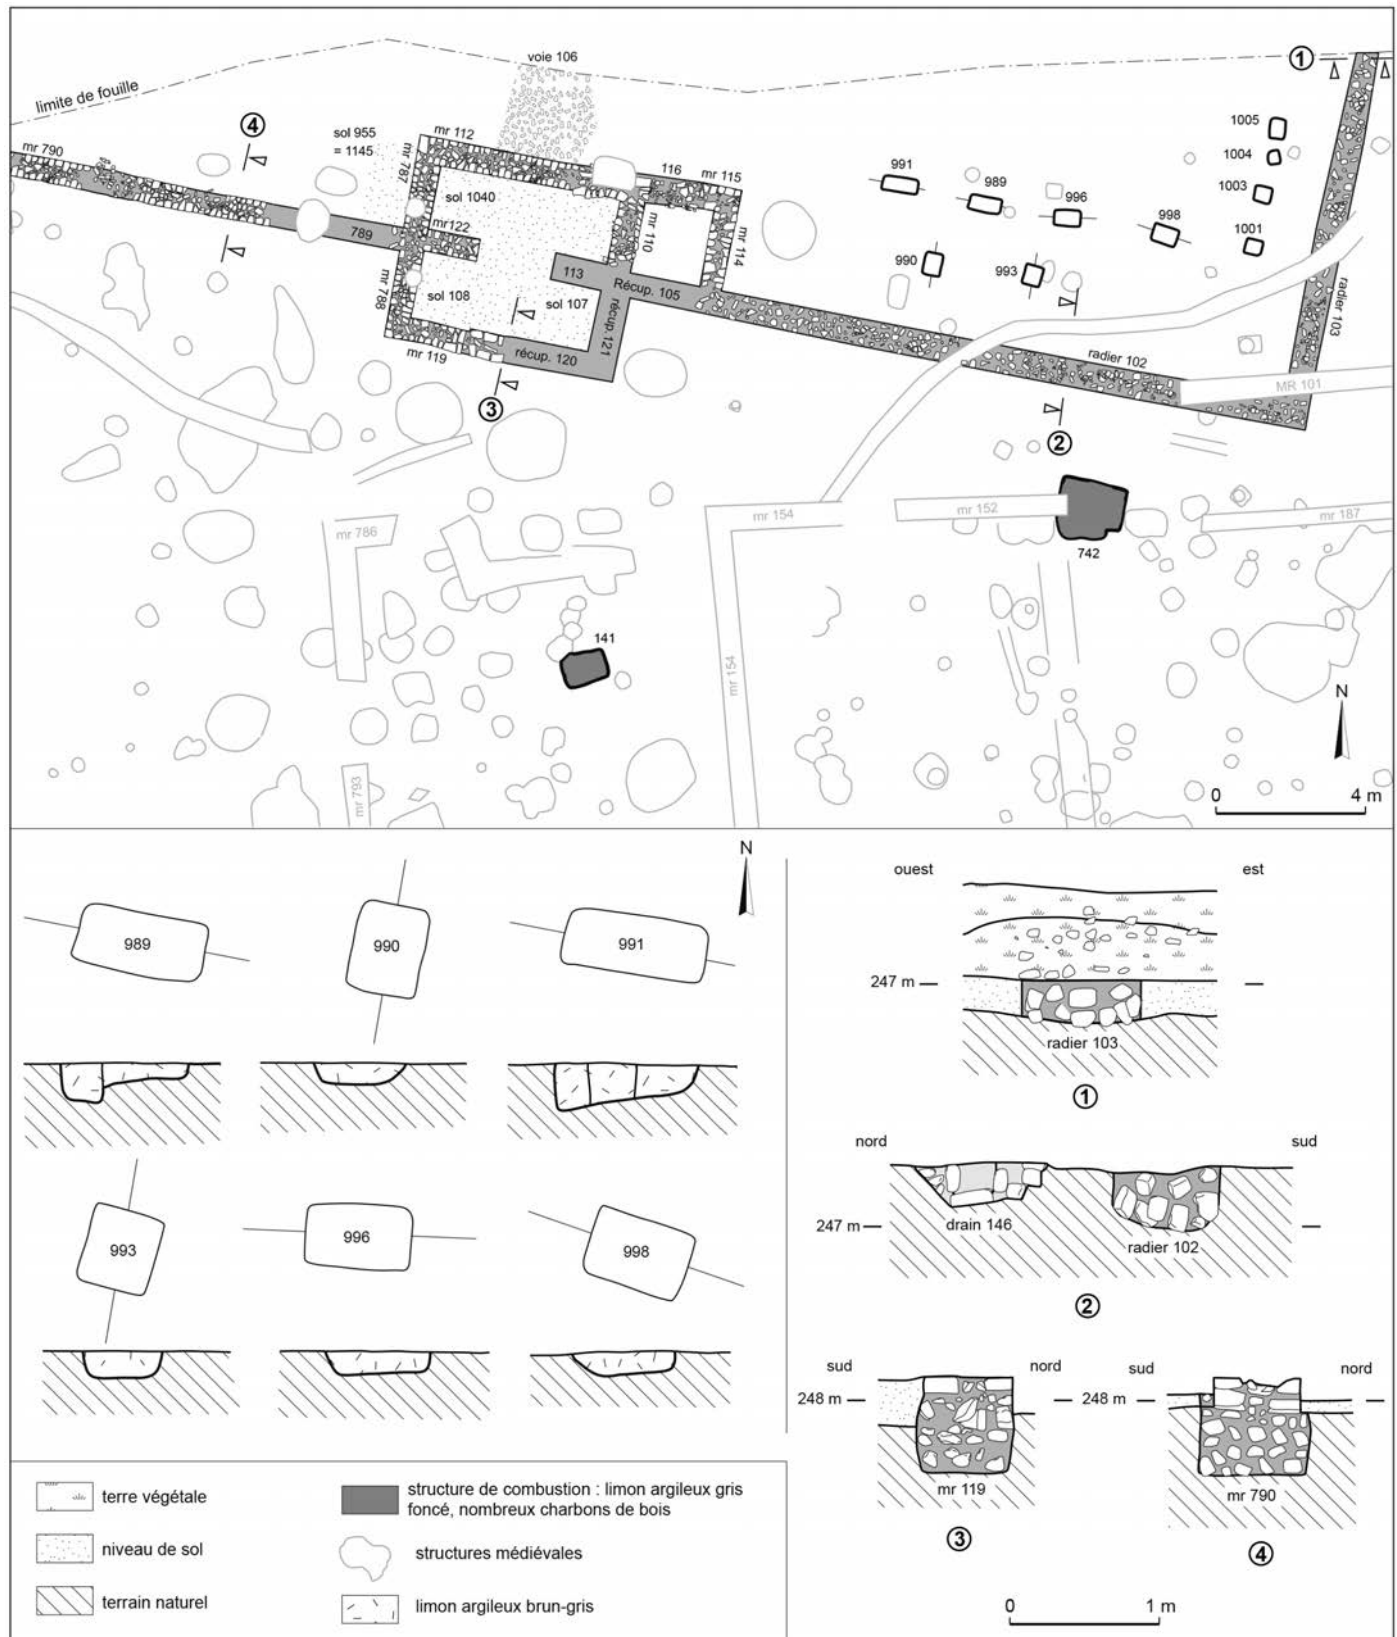 voie 106
1
limite de fouille
4
sol 955
= 1145
mr 112
mr 790
mr 787
sol 1040
116
mr 115
991
989
996
998
1005
1004
1003
1001
mr122
mr 110
mr 114
789
990
993
113
Récup. 105
sol 108
sol 107
mr 788
récup.121
radier 103
mr 119
récup. 120
radier 102
MR 101
3
2
mr 154
mr 152
mr 187
mr 786
742
141
mr 154
N
mr 793
0 4 m
N
989
990
991
993
996
998
ouest est
247 m
radier 103
1
nord sud
247 m
drain 146
radier 102
2
sud nord
248 m
mr 119
3
sud nord
248 m
mr 790
4
terre végétale
niveau de sol
terrain naturel
structure de combustion : limon argileux gris
foncé, nombreux charbons de bois
structures médiévales
limon argileux brun-gris
0 1 m